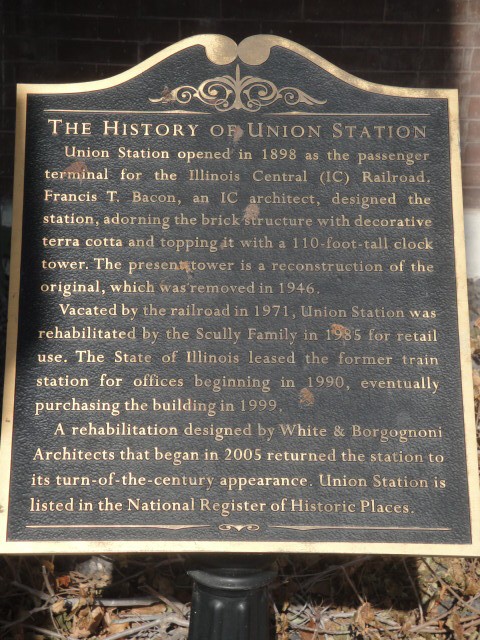 The History of Union Station
Union Station opened in 1898 as the passenger
terminal for the Illinois Central (IC) Railroad.
Francis T. Bacon, an IC architect, designed the
station, adorning the brick structure with decorative
terra cotta and topping it with a 110-foot-tall clock
tower. The present tower is a reconstruction of the
original, which was removed in 1946.
Vacated by the railroad in 1971, Union Station was
rehabilitated by the Scully Family in 1985 for retail
use. The State of Illinois leased the former train
station for offices beginning in 1990, eventually
purchasing the building in 1999.
A rehabilitation designed by White & Borgognoni
Architects that began in 2005 returned the station to
its turn-of-the-century appearance. Union Station is
listed in the National Register of Historic Places.